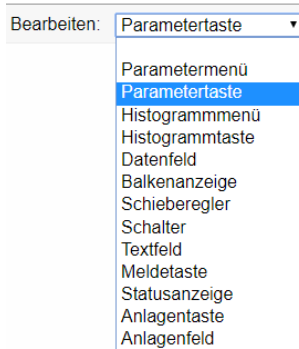 Bearbeiten: Parametertaste
Parametermenü
Parametertaste
Histogrammmenü
Histogrammtaste
Datenfeld
Balkenanzeige
Schieberegler
Schalter
Textfeld
Meldetaste
Statusanzeige
Anlagentaste
Anlagenfeld